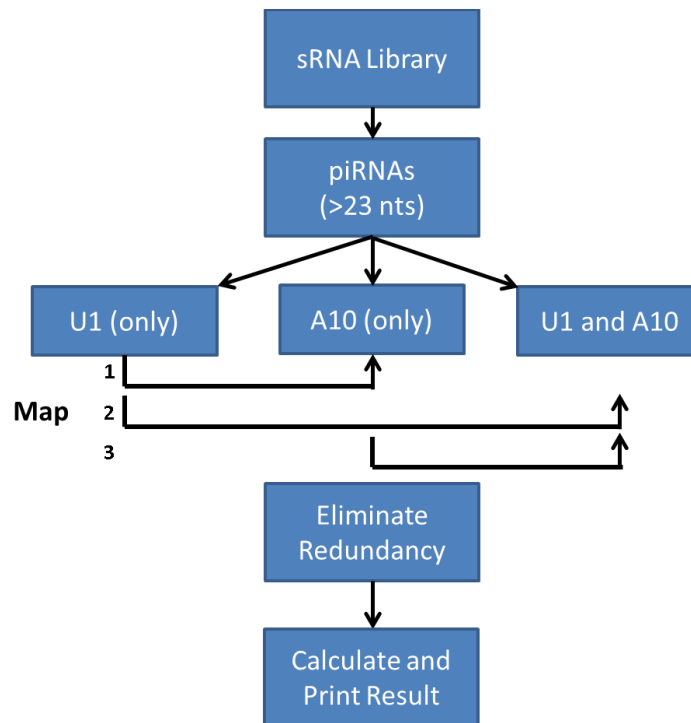 sRNA Library
piRNAs
(>23 nts)
U1 (only)
A10 (only)
U1 and A10
1
Map
2
3
Eliminate
Redundancy
Calculate and
Print Result